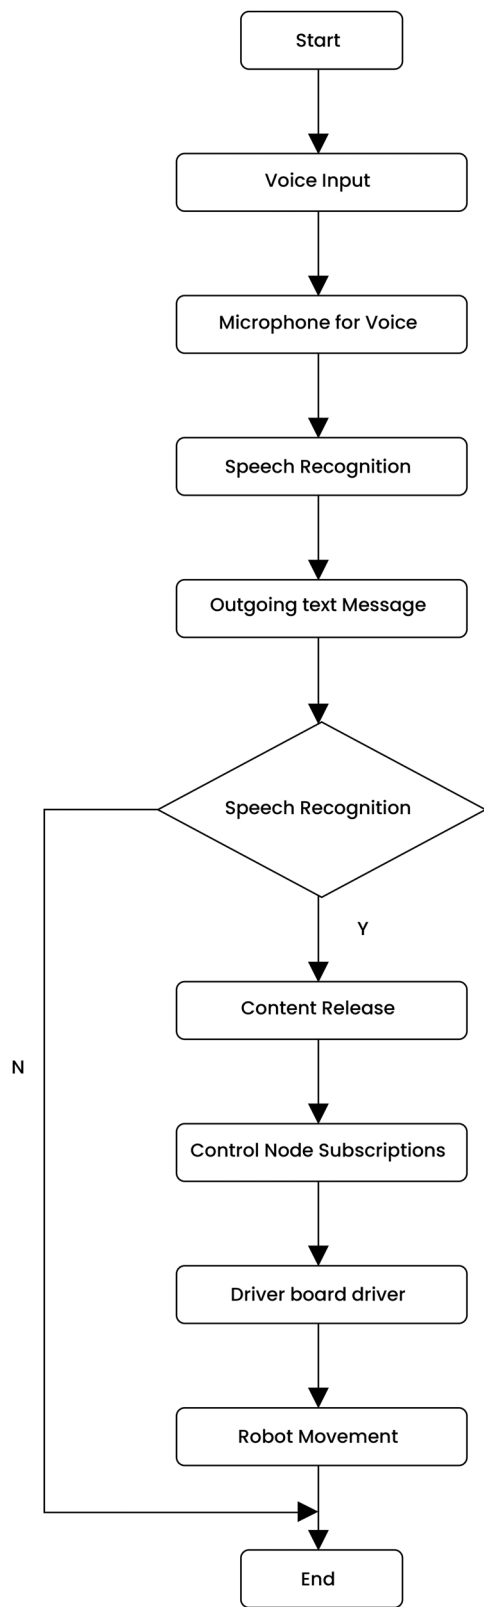 Start
Voice Input
Microphone for Voice
Speech Recognition
Outgoing text Message
Speech Recognition
Y
Content Release
N
Control Node Subscriptions
Driver board driver
Robot Movement
End